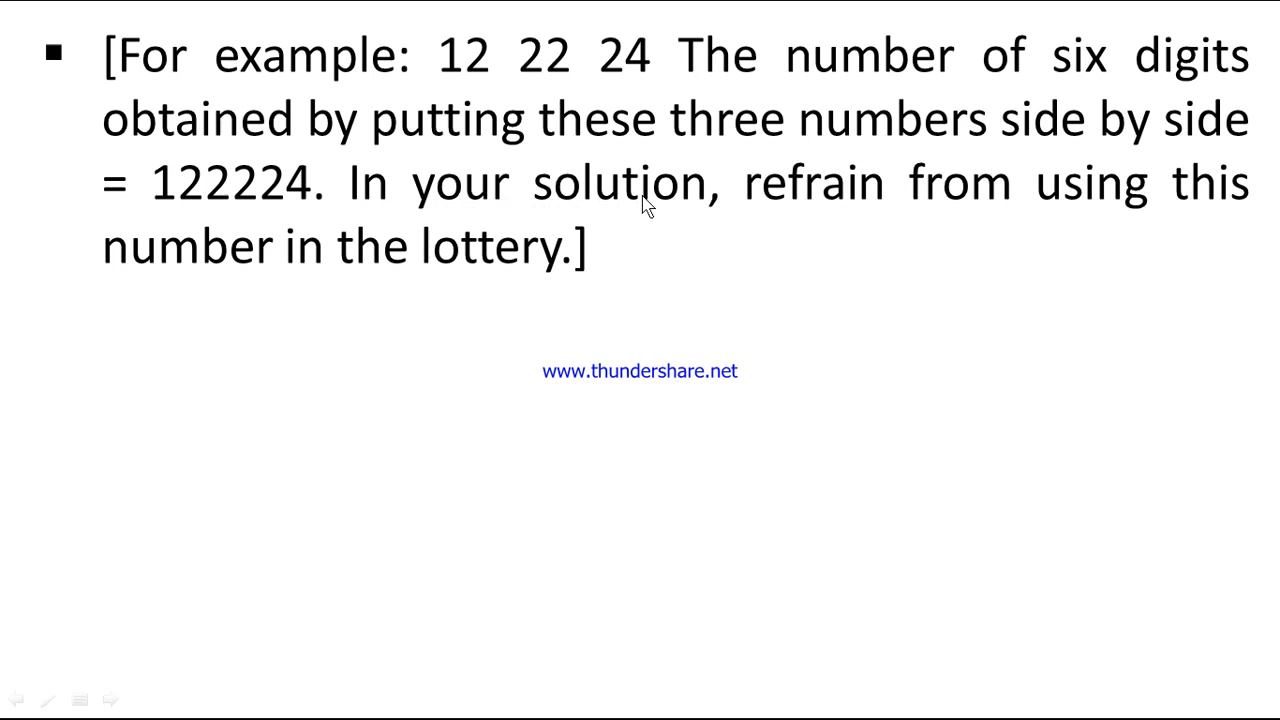 ▪ [For example: 12 22 24 The number of six digits
obtained by putting these three numbers side by side
= 122224. In your solution, refrain from using this
number in the lottery.]
www.thundershare.net